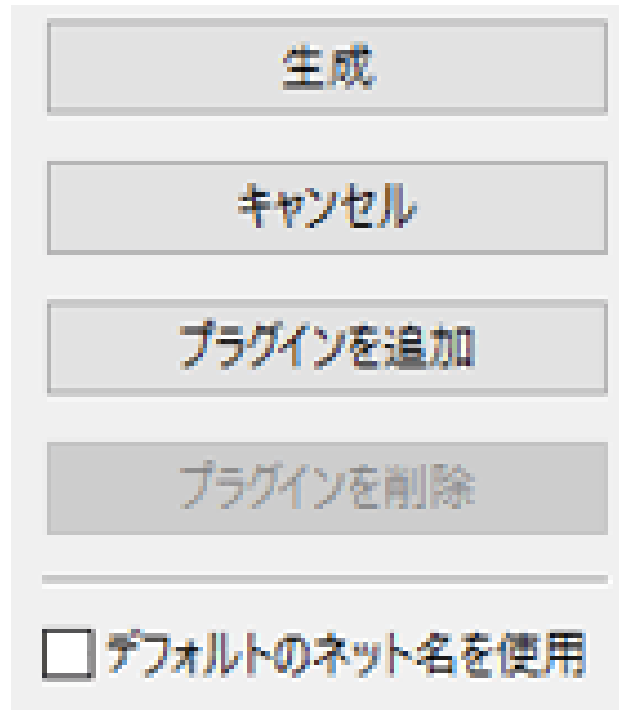 生成
キャンセル
プラグインを追加
プラグインを削除
デフォルトのネット名を使用